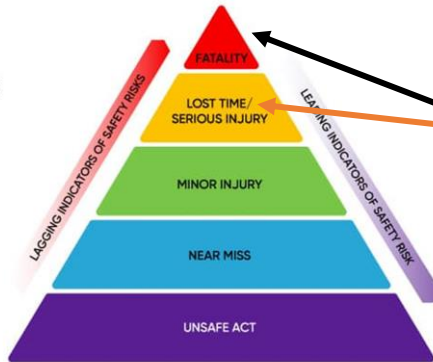 FATALITY
LOST TIME/
SERIOUS INJURY
MINOR INJURY
NEAR MISS
UNSAFE ACT
LAGGING INDICATORS OF SAFETY RISKS
LEADING INDICATORS OF SAFETY RISK